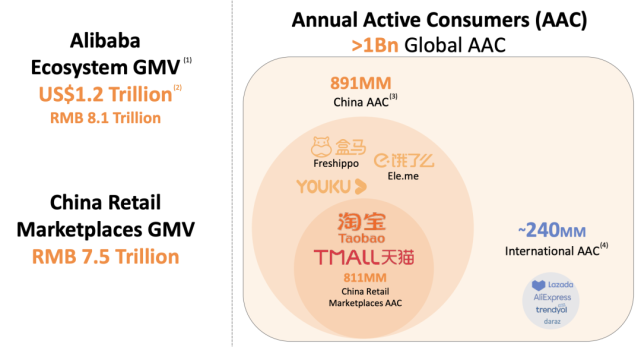 Alibaba
Ecosystem GMV (1)
US$1.2 Trillion (2)
RMB 8.1 Trillion
China Retail
Marketplaces GMV
RMB 7.5 Trillion
Annual Active Consumers (AAC)
>1Bn Global AAC
891MM
China AAC(3)
盒马
Freshippo
饿了么
Ele.me
YOUKU
淘宝
Taobao
TMALL天猫
811MM
China Retail
Marketplaces AAC
~240MM
International AAC(4)
Lazada
AliExpress
trendyol
daraz